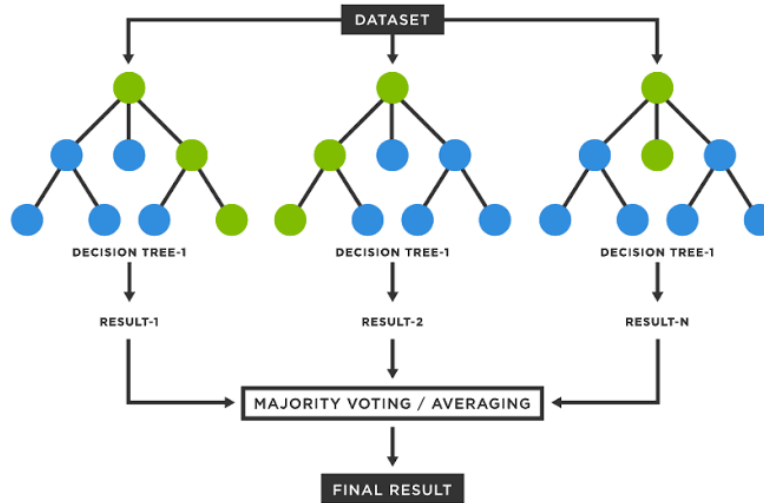 DATASET
DECISION TREE-1
DECISION TREE-1
DECISION TREE-1
RESULT-1
RESULT-2
RESULT-N
MAJORITY VOTING / AVERAGING
FINAL RESULT